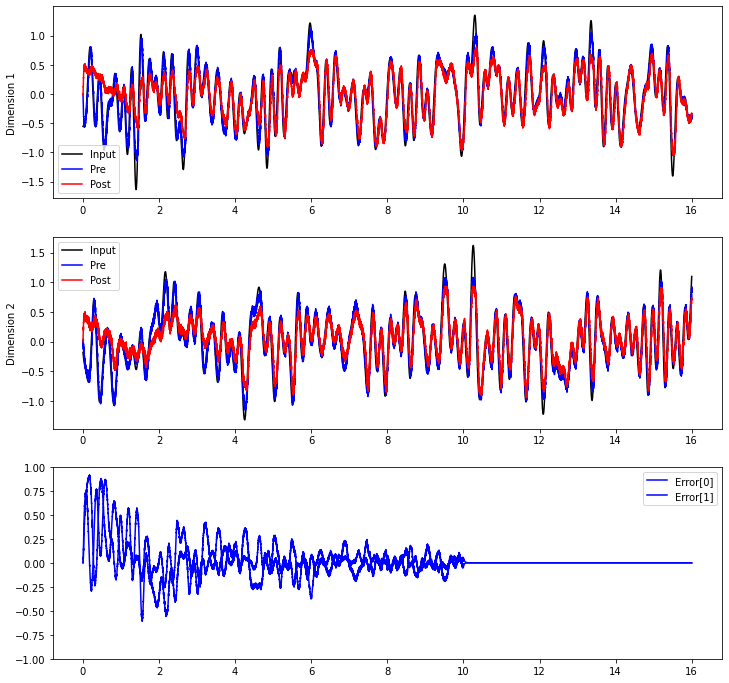 1.0
0.5
0.0
−0.5
−1.0
−1.5
Dimension 1
Input
Pre
Post
0 2 4 6 8 10 12 14 16
1.5
1.0
0.5
0.0
−0.5
−1.0
Dimension 2
Input
Pre
Post
0 2 4 6 8 10 12 14 16
1.00
0.75
0.50
0.25
0.00
−0.25
−0.50
−0.75
−1.00
Error[0]
Error[1]
0 2 4 6 8 10 12 14 16